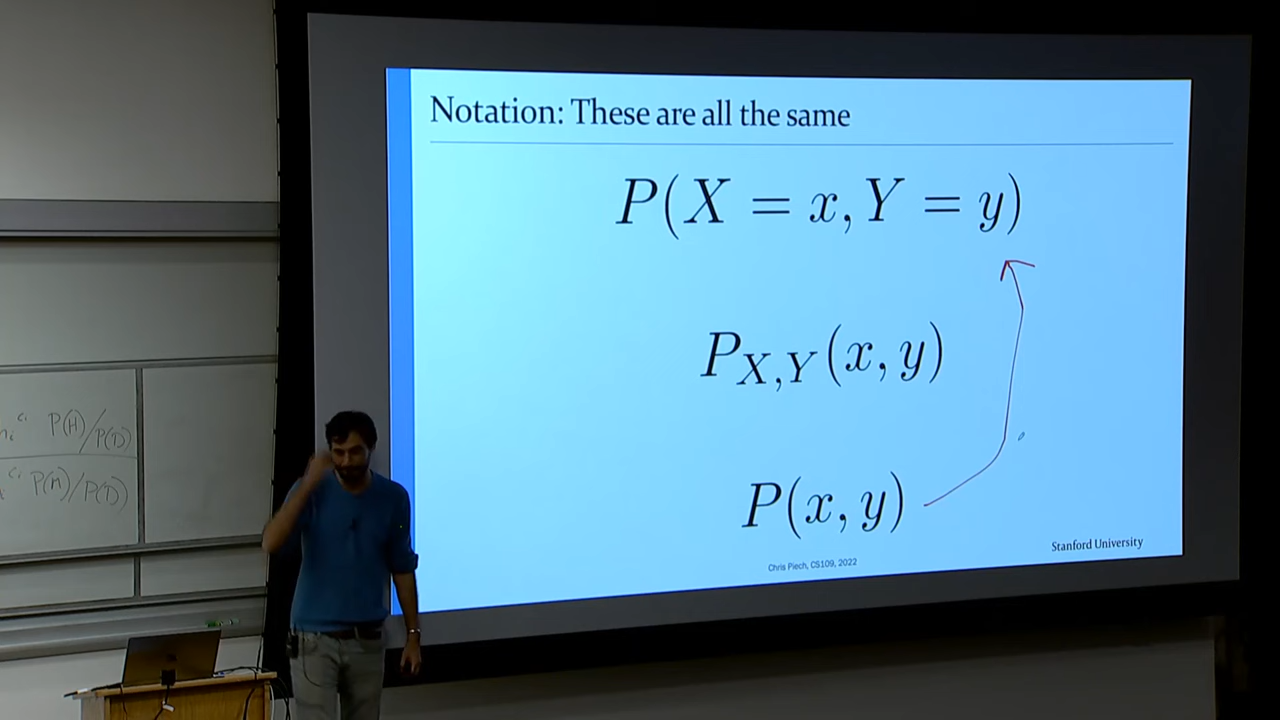 Notation: These are all the same
P(X = x, Y = y)
P_{X,Y}(x, y)
P(x, y)
Stanford University
Chris Piech, CS109, 2022
P(H)/P(D)
P(M)/P(D)